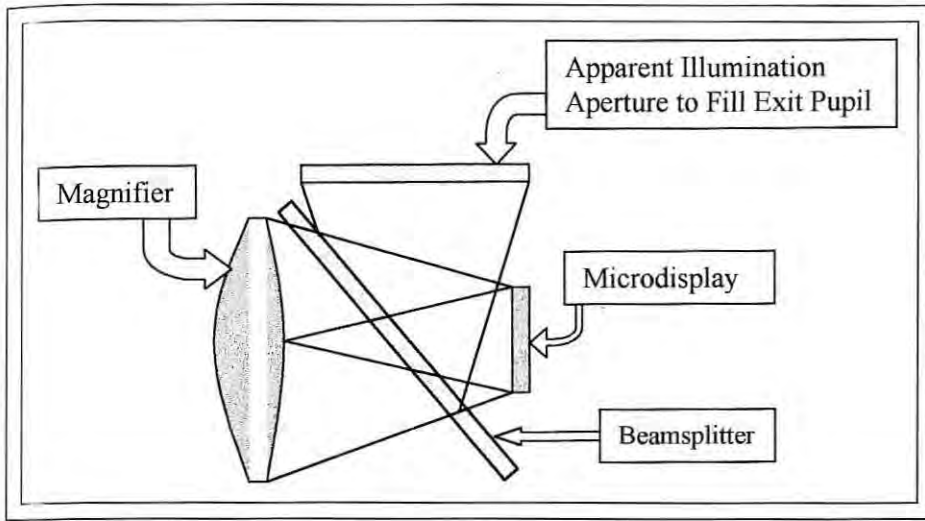 Apparent Illumination
Aperture to Fill Exit Pupil
Magnifier
Microdisplay
Beamsplitter